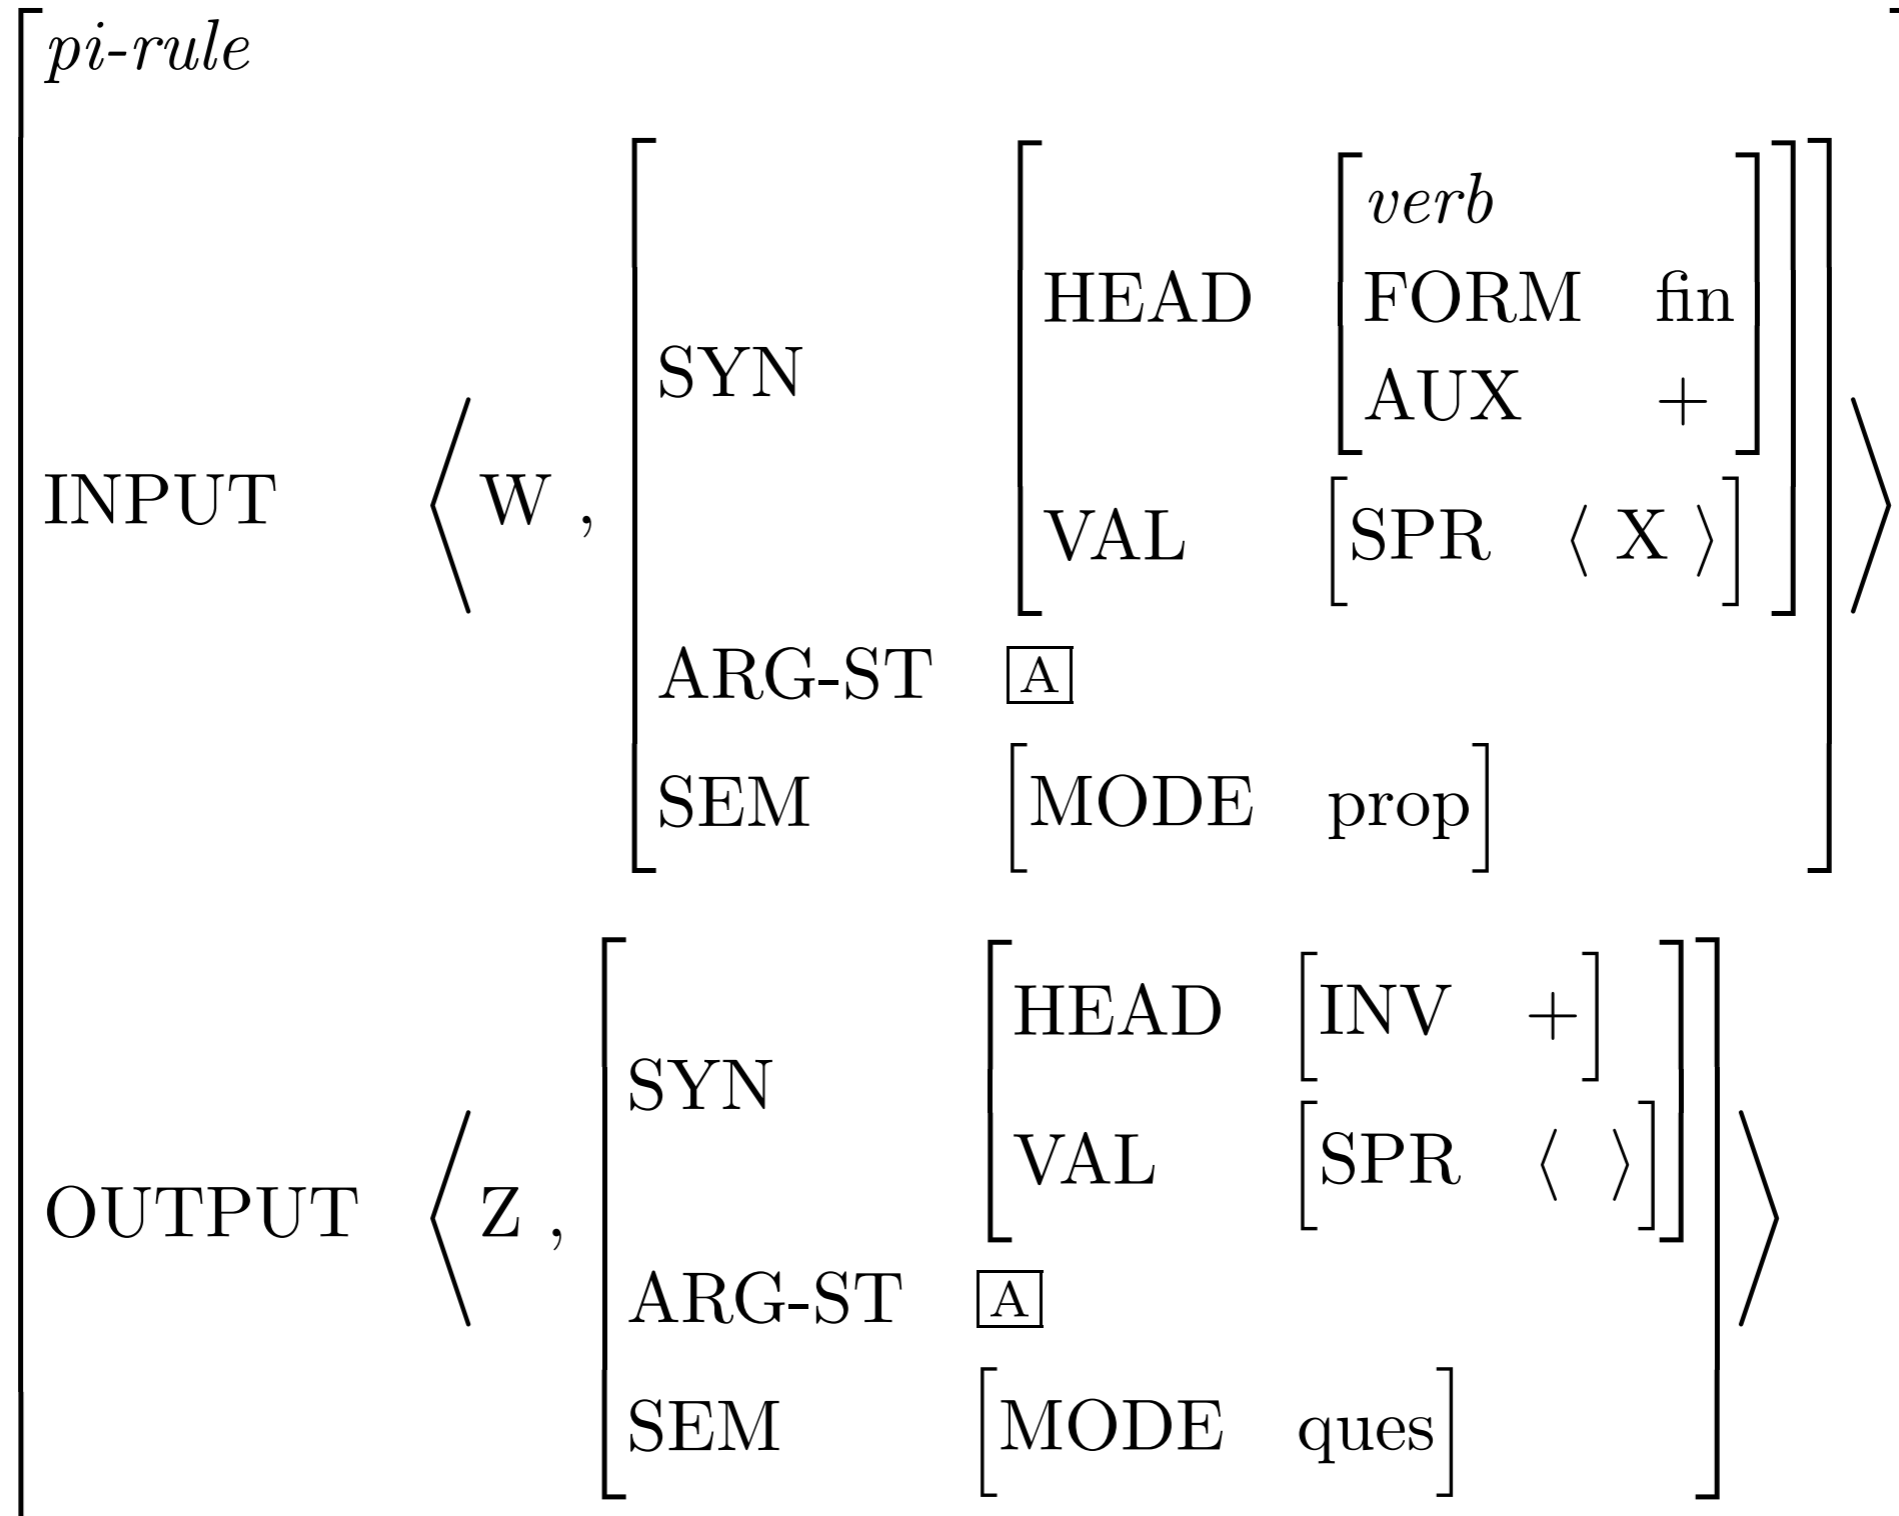 pi-rule
verb
HEAD FORM fin
SYN AUX +
INPUT ⟨ W , VAL [ SPR ⟨ X ⟩ ] ⟩
ARG-ST A
SEM [ MODE prop ]
HEAD [ INV + ]
SYN
VAL [ SPR ⟨ ⟩ ]
OUTPUT ⟨ Z , ⟩
ARG-ST A
SEM [ MODE ques ]